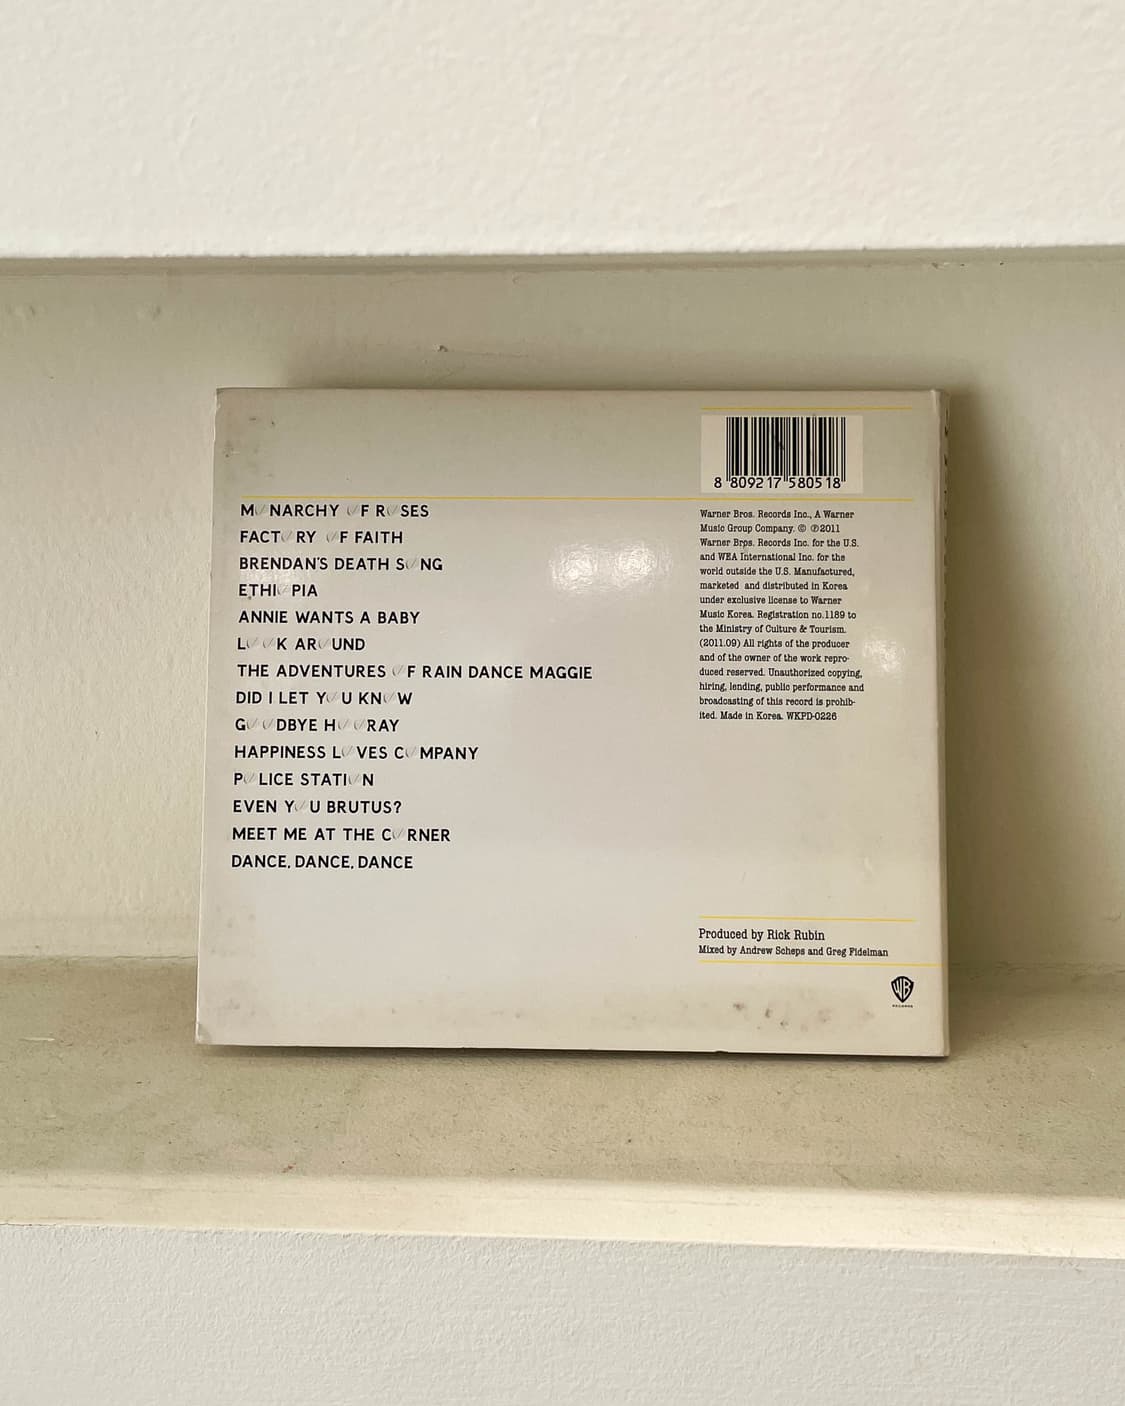 8 809217 580518
MONARCHY OF ROSES
FACTORY OF FAITH
BRENDAN'S DEATH SONG
ETHIOPIA
ANNIE WANTS A BABY
LOOK AROUND
THE ADVENTURES OF RAIN DANCE MAGGIE
DID I LET YOU KNOW
GOODBYE HOORAY
HAPPINESS LOVES COMPANY
POLICE STATION
EVEN YOU BRUTUS?
MEET ME AT THE CORNER
DANCE, DANCE, DANCE
Warner Bros. Records Inc., A Warner
Music Group Company. © ℗2011
Warner Bros. Records Inc. for the U.S.
and WEA International Inc. for the
world outside the U.S. Manufactured,
marketed and distributed in Korea
under exclusive license to Warner
Music Korea. Registration no.1189 to
the Ministry of Culture & Tourism.
(2011.09) All rights of the producer
and of the owner of the work repro-
duced reserved. Unauthorized copying,
hiring, lending, public performance and
broadcasting of this record is prohib-
ited. Made in Korea. WKPD-0226
Produced by Rick Rubin
Mixed by Andrew Scheps and Greg Fidelman
WB
RECORDS